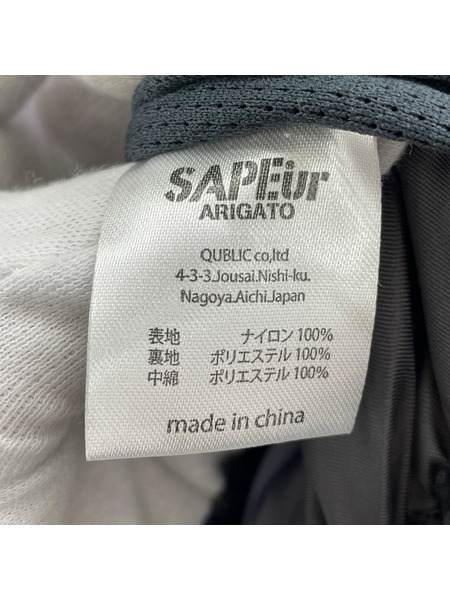 SAPEur
ARIGATO
QUBLIC co,ltd
4-3-3.Jousai.Nishi-ku.
Nagoya.Aichi.Japan
表地 ナイロン 100%
裏地 ポリエステル 100%
中綿 ポリエステル 100%
made in china